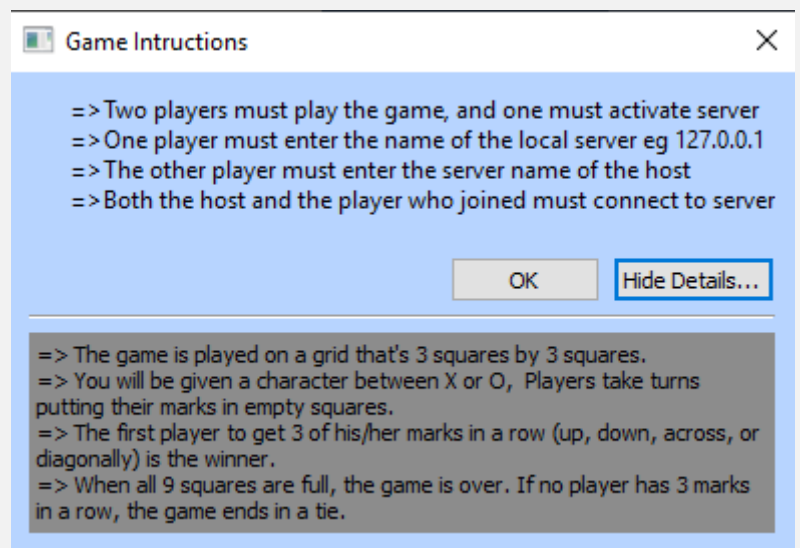 Game Intructions
=>Two players must play the game, and one must activate server
=>One player must enter the name of the local server eg 127.0.0.1
=>The other player must enter the server name of the host
=>Both the host and the player who joined must connect to server
OK
Hide Details...
=> The game is played on a grid that's 3 squares by 3 squares.
=> You will be given a character between X or O,  Players take turns
putting their marks in empty squares.
=> The first player to get 3 of his/her marks in a row (up, down, across, or
diagonally) is the winner.
=> When all 9 squares are full, the game is over. If no player has 3 marks
in a row, the game ends in a tie.